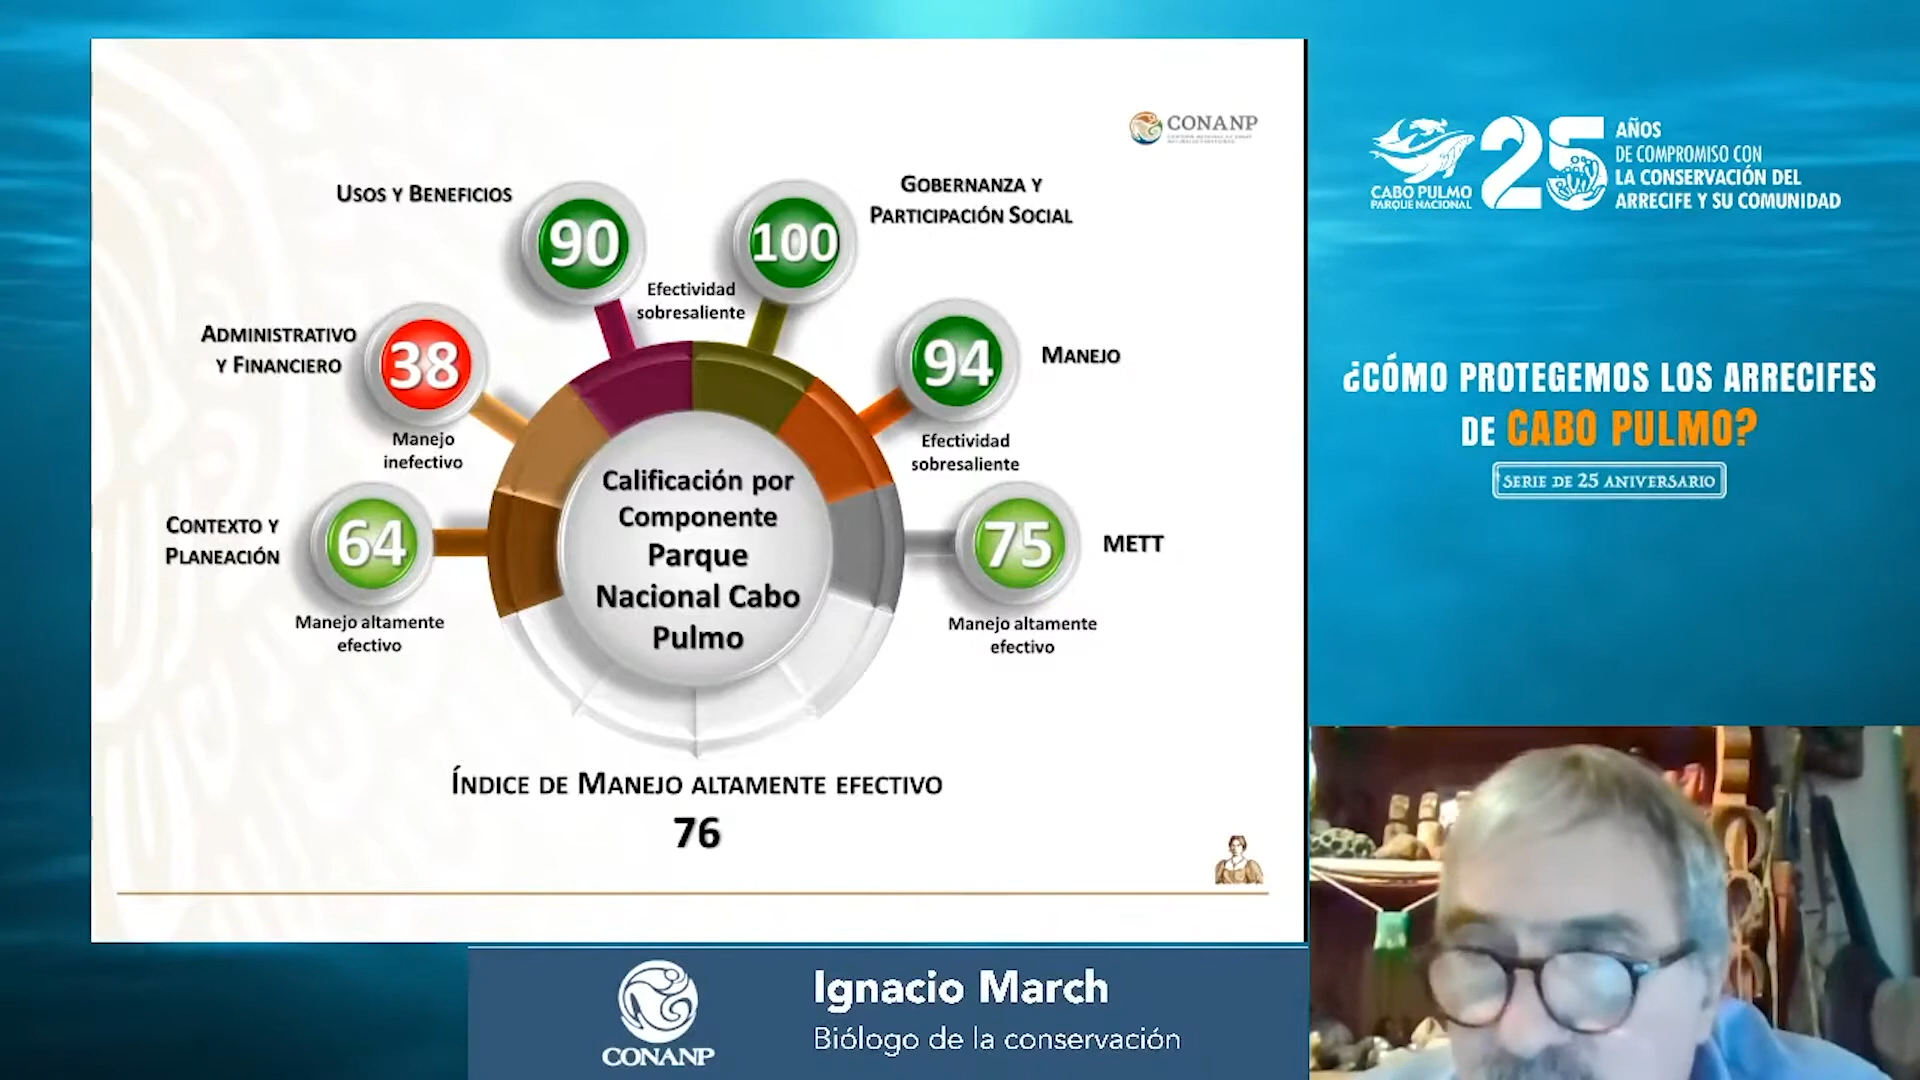 CONANP
USOS Y BENEFICIOS
90
100
GOBERNANZA Y
PARTICIPACIÓN SOCIAL
Efectividad
sobresaliente
ADMINISTRATIVO
Y FINANCIERO
38
Manejo
inefectivo
94
MANEJO
Efectividad
sobresaliente
CONTEXTO Y
PLANEACIÓN
64
Manejo altamente
efectivo
75
METT
Manejo altamente
efectivo
Calificación por
Componente
Parque
Nacional Cabo
Pulmo
ÍNDICE DE MANEJO ALTAMENTE EFECTIVO
76
CABO PULMO
PARQUE NACIONAL
25
AÑOS
DE COMPROMISO CON
LA CONSERVACIÓN DEL
ARRECIFE Y SU COMUNIDAD
¿CÓMO PROTEGEMOS LOS ARRECIFES
DE CABO PULMO?
SERIE DE 25 ANIVERSARIO
CONANP
Ignacio March
Biólogo de la conservación